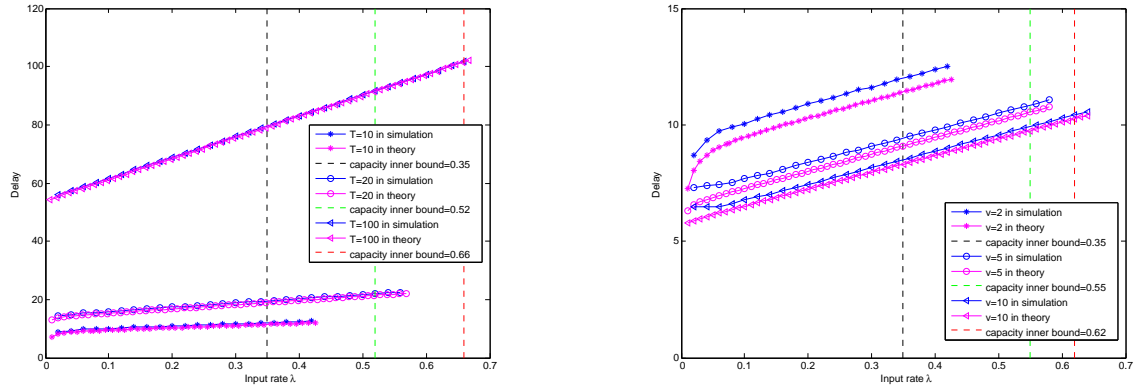 120
100
80
60
40
20
0
0
0.1
0.2
0.3
0.4
0.5
0.6
0.7
Delay
Input rate λ
T=10 in simulation
T=10 in theory
capacity inner bound=0.35
T=20 in simulation
T=20 in theory
capacity inner bound=0.52
T=100 in simulation
T=100 in theory
capacity inner bound=0.66
15
10
5
0
0
0.1
0.2
0.3
0.4
0.5
0.6
0.7
Delay
Input rate λ
v=2 in simulation
v=2 in theory
capacity inner bound=0.35
v=5 in simulation
v=5 in theory
capacity inner bound=0.55
v=10 in simulation
v=10 in theory
capacity inner bound=0.62